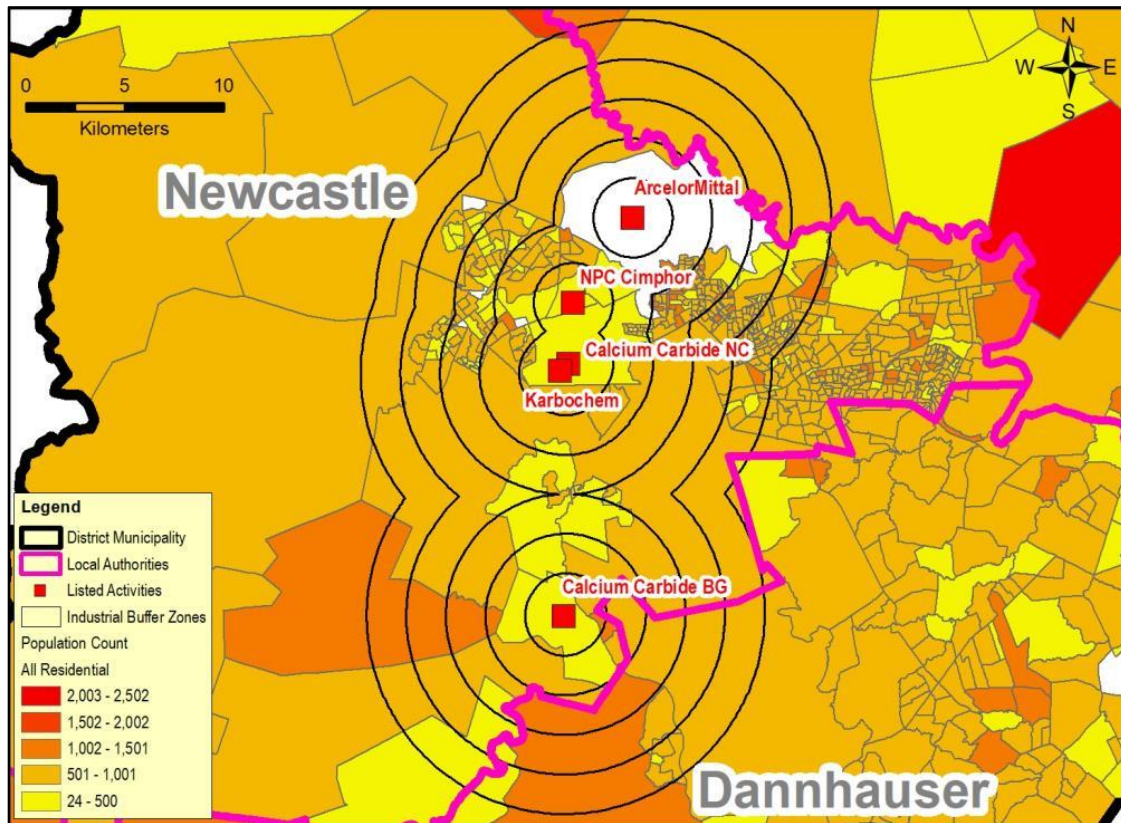 N
W E
S
0 5 10
Kilometers
Newcastle
ArcelorMittal
NPC Cimphor
Calcium Carbide NC
Karbochem
Calcium Carbide BG
Dannhauser
Legend
District Municipality
Local Authorities
Listed Activities
Industrial Buffer Zones
Population Count
All Residential
2,003 - 2,502
1,502 - 2,002
1,002 - 1,501
501 - 1,001
24 - 500